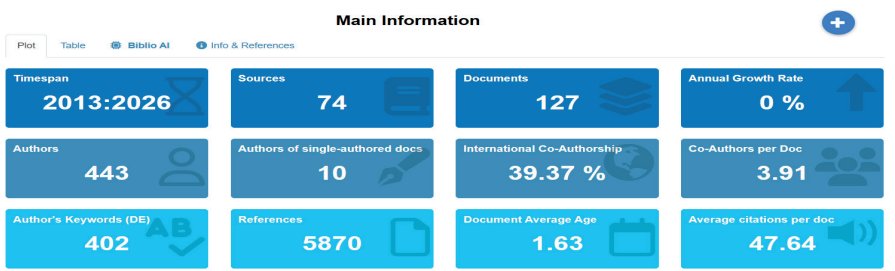 Main Information
Plot Table Biblio AI Info & References
Timespan
2013:2026
Sources
74
Documents
127
Annual Growth Rate
0 %
Authors
443
Authors of single-authored docs
10
International Co-Authorship
39.37 %
Co-Authors per Doc
3.91
Author's Keywords (DE)
402
AB
References
5870
Document Average Age
1.63
Average citations per doc
47.64